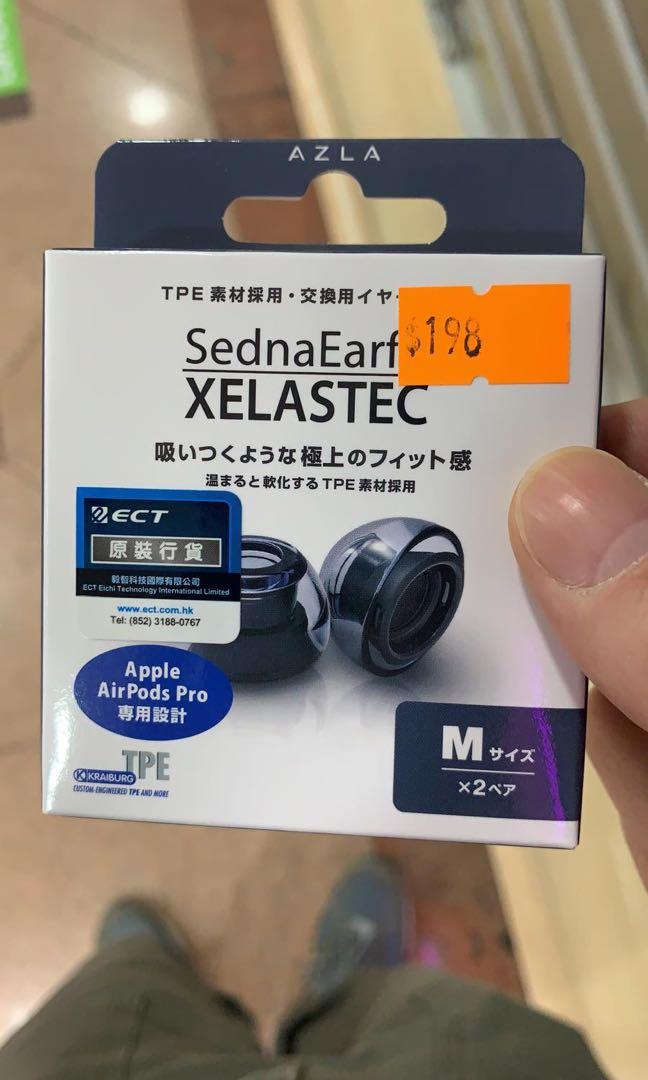 AZLA
TPE 素材採用・交換用イヤ
$198
SednaEarf
XELASTEC
吸いつくような極上のフィット感
温まると軟化するTPE素材採用
ECT
原裝行貨
毅智科技國際有限公司
ECT Eichi Technology International Limited
www.ect.com.hk
Tel: (852) 3188-0767
Apple
AirPods Pro
専用設計
TPE
KRAIBURG
CUSTOM-ENGINEERED TPE AND MORE
M サイズ
×2ペア